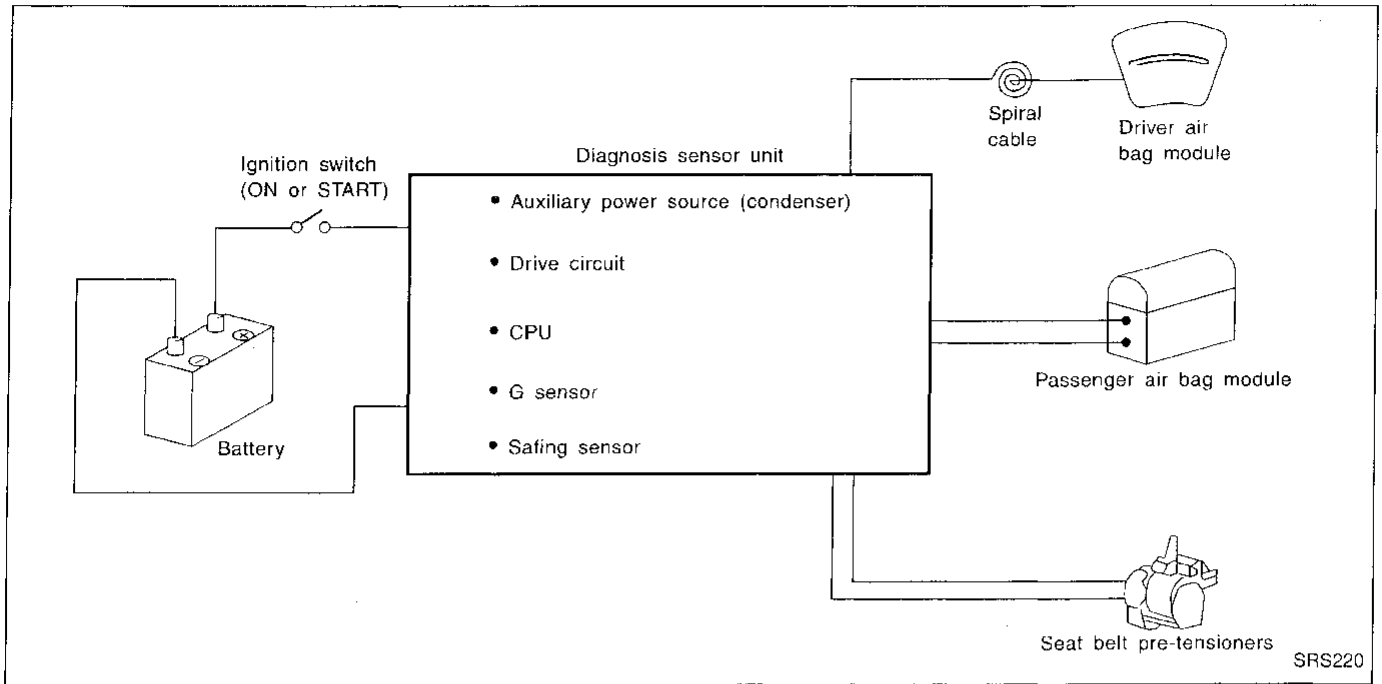 Spiral
cable
Driver air
bag module
Ignition switch
(ON or START)
Diagnosis sensor unit
• Auxiliary power source (condenser)
• Drive circuit
• CPU
• G sensor
• Safing sensor
Battery
Passenger air bag module
Seat belt pre-tensioners
SRS220